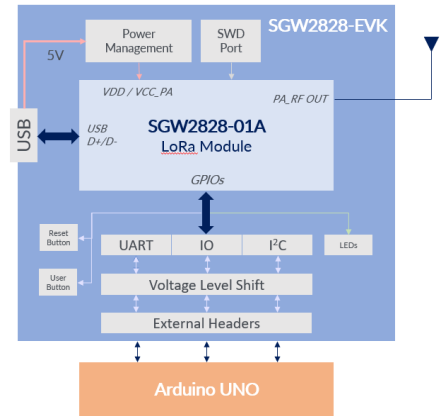 SGW2828-EVK
Power
Management
SWD
Port
5V
VDD / VCC_PA
PA_RF OUT
USB
USB
D+/D-
SGW2828-01A
LoRa Module
GPIOs
Reset
Button
UART
IO
I²C
LEDs
User
Button
Voltage Level Shift
External Headers
Arduino UNO